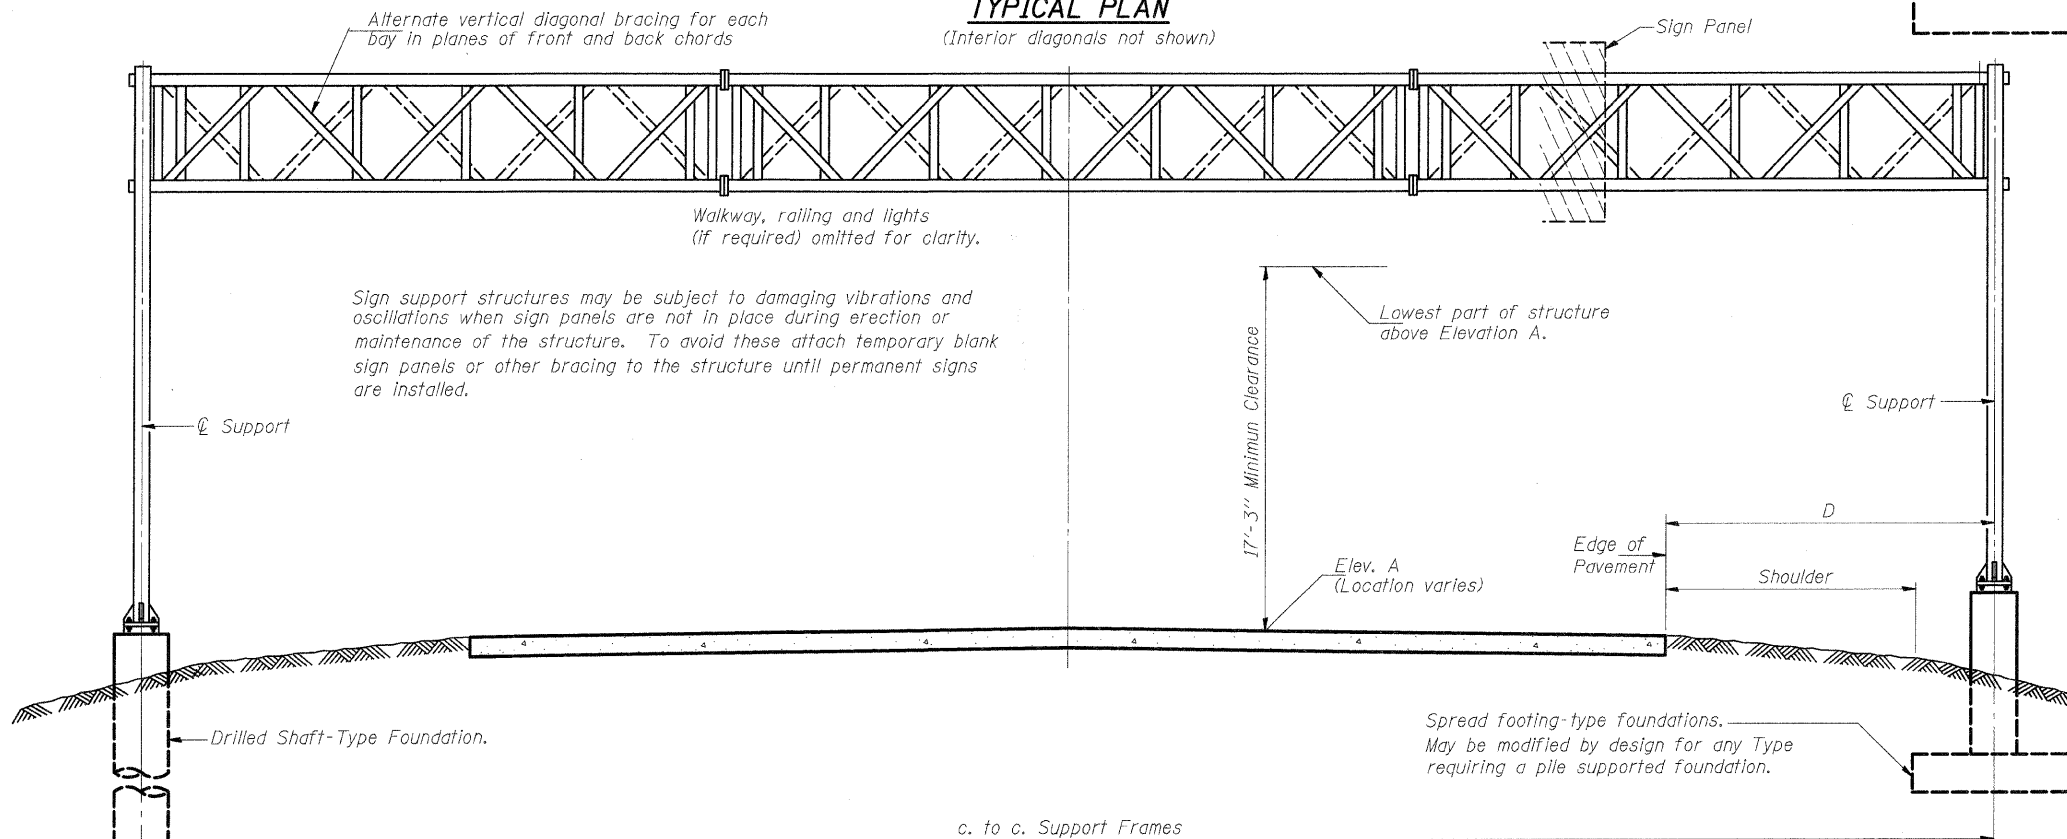 TYPICAL PLAN
(Interior diagonals not shown)
Alternate vertical diagonal bracing for each
bay in planes of front and back chords
Sign Panel
Walkway, railing and lights
(if required) omitted for clarity.
Sign support structures may be subject to damaging vibrations and
oscillations when sign panels are not in place during erection or
maintenance of the structure. To avoid these attach temporary blank
sign panels or other bracing to the structure until permanent signs
are installed.
Lowest part of structure
above Elevation A.
17'-3" Minimun Clearance
℄ Support
℄ Support
D
Edge of
Pavement
Shoulder
Elev. A
(Location varies)
Drilled Shaft-Type Foundation.
Spread footing-type foundations.
May be modified by design for any Type
requiring a pile supported foundation.
c. to c. Support Frames